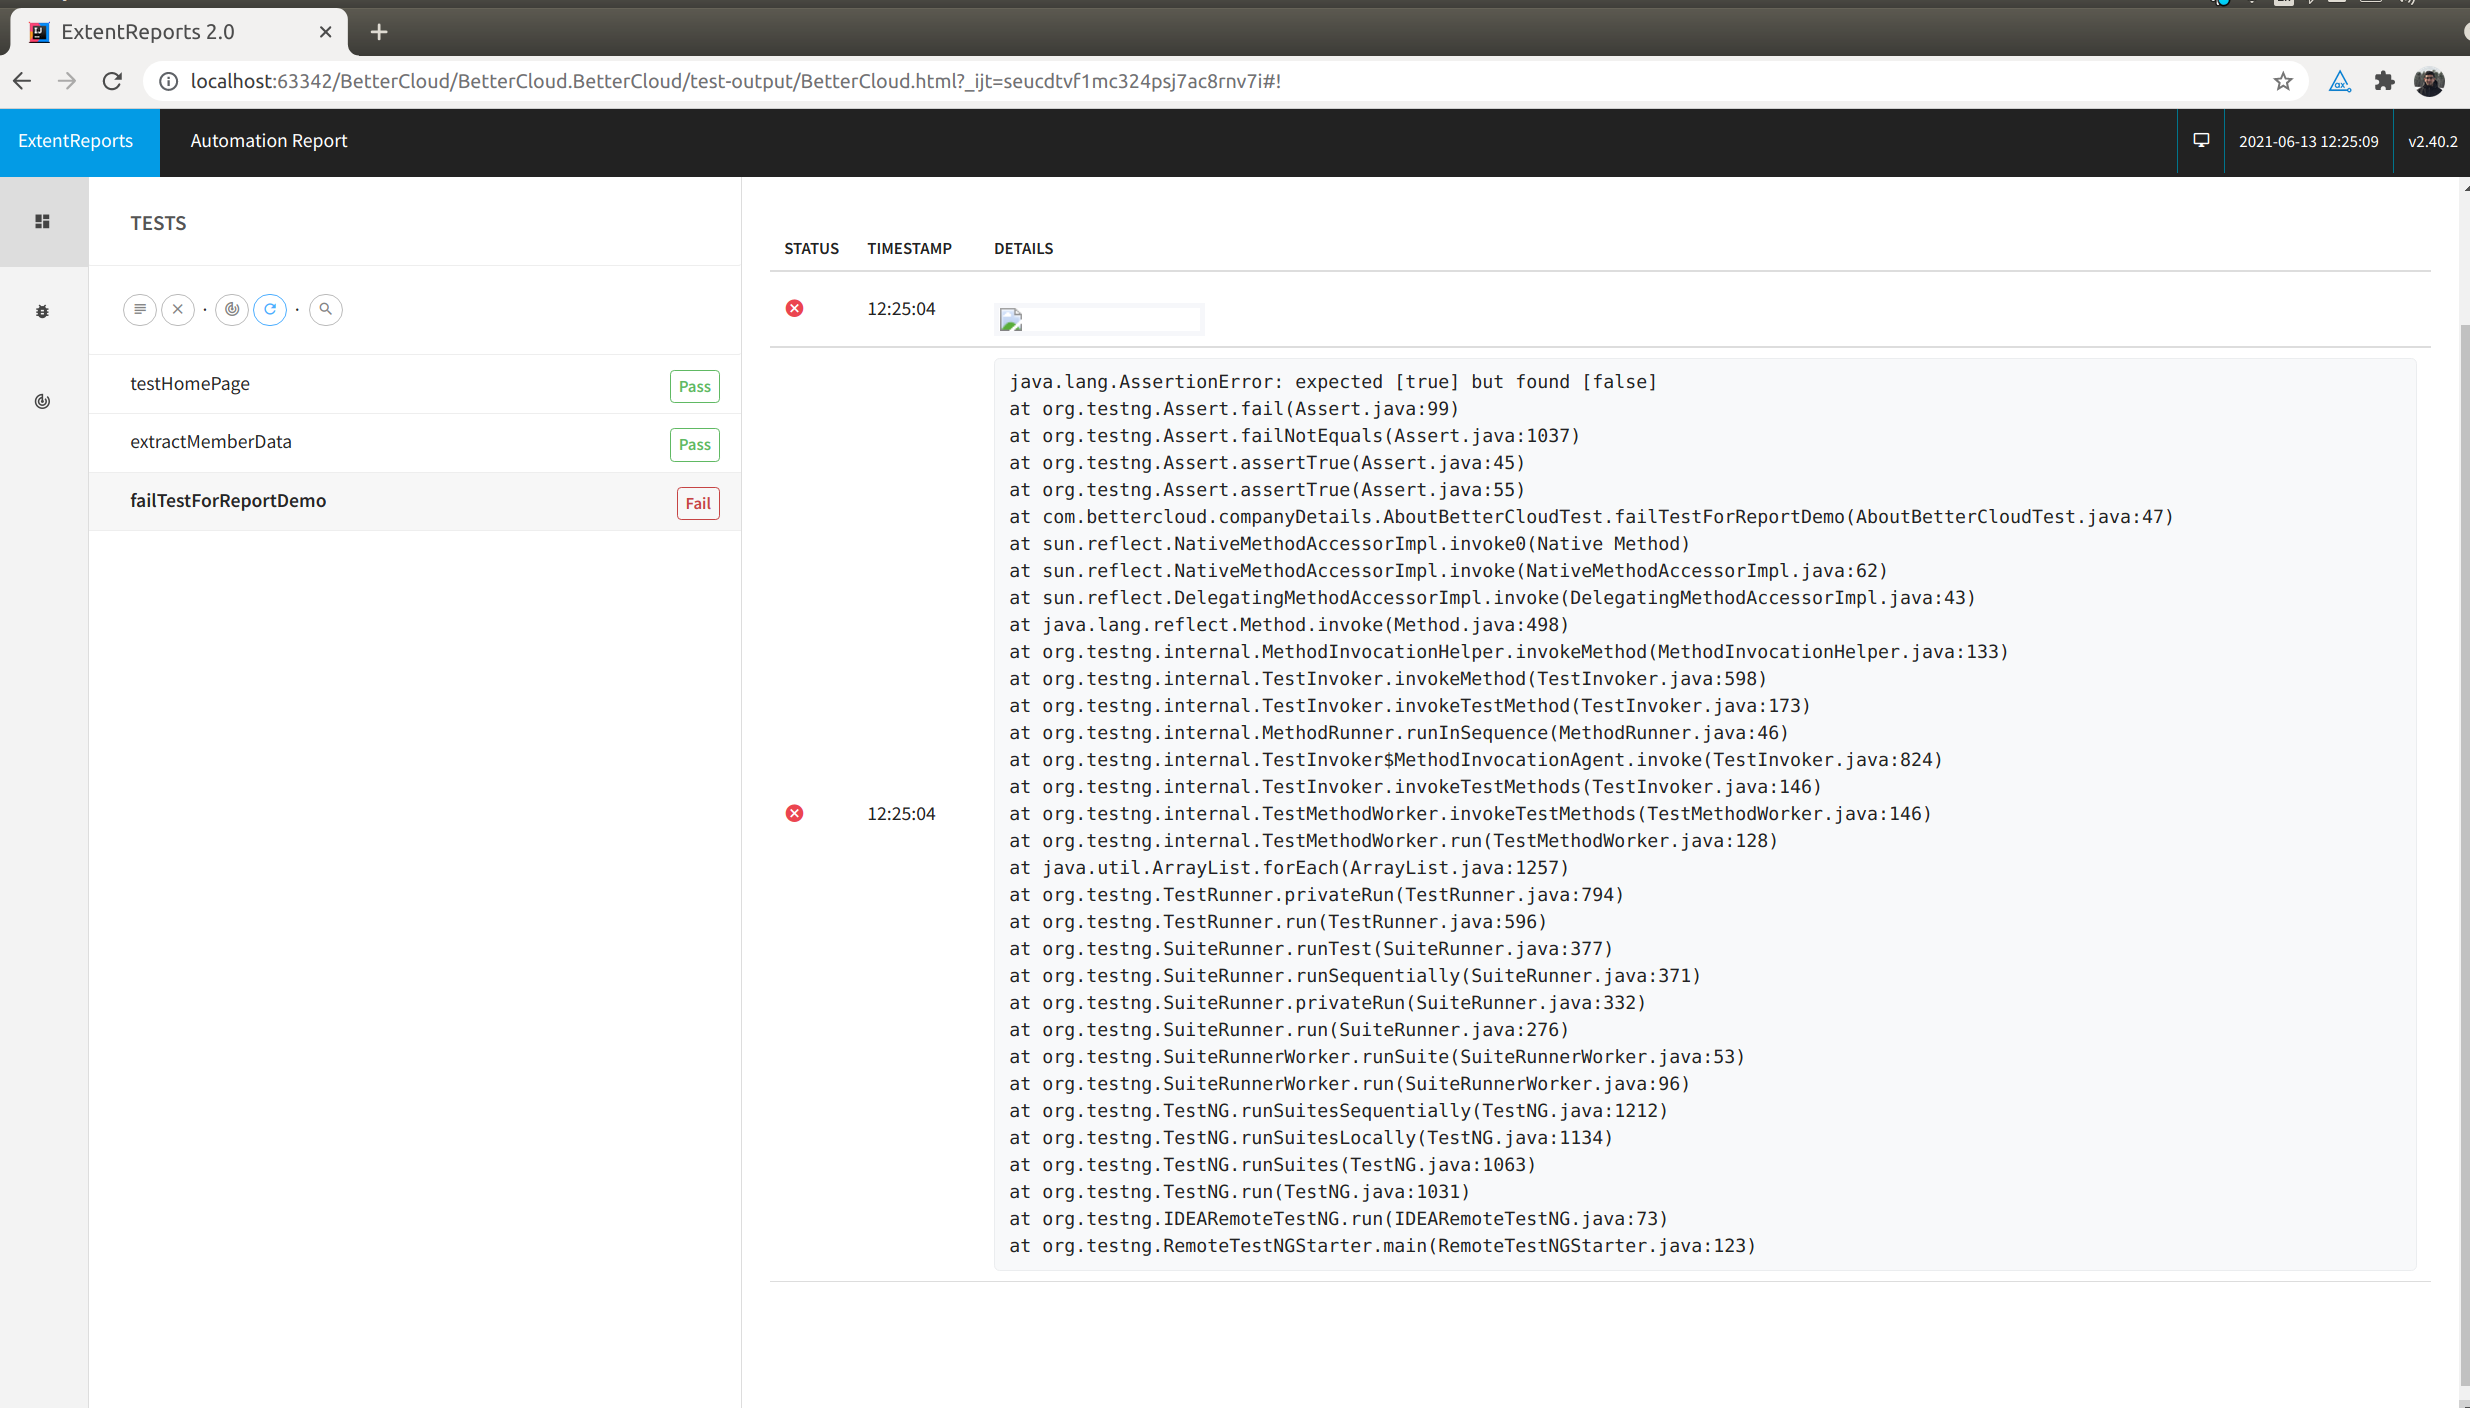 ExtentReports 2.0
localhost:63342/BetterCloud/BetterCloud.BetterCloud/test-output/BetterCloud.html?_ijt=seucdtvf1mc324psj7ac8rnv7i#!
ExtentReports Automation Report 2021-06-13 12:25:09 v2.40.2
TESTS
testHomePage Pass
extractMemberData Pass
failTestForReportDemo Fail
STATUS TIMESTAMP DETAILS
12:25:04
12:25:04
java.lang.AssertionError: expected [true] but found [false]
at org.testng.Assert.fail(Assert.java:99)
at org.testng.Assert.failNotEquals(Assert.java:1037)
at org.testng.Assert.assertTrue(Assert.java:45)
at org.testng.Assert.assertTrue(Assert.java:55)
at com.bettercloud.companyDetails.AboutBetterCloudTest.failTestForReportDemo(AboutBetterCloudTest.java:47)
at sun.reflect.NativeMethodAccessorImpl.invoke0(Native Method)
at sun.reflect.NativeMethodAccessorImpl.invoke(NativeMethodAccessorImpl.java:62)
at sun.reflect.DelegatingMethodAccessorImpl.invoke(DelegatingMethodAccessorImpl.java:43)
at java.lang.reflect.Method.invoke(Method.java:498)
at org.testng.internal.MethodInvocationHelper.invokeMethod(MethodInvocationHelper.java:133)
at org.testng.internal.TestInvoker.invokeMethod(TestInvoker.java:598)
at org.testng.internal.TestInvoker.invokeTestMethod(TestInvoker.java:173)
at org.testng.internal.MethodRunner.runInSequence(MethodRunner.java:46)
at org.testng.internal.TestInvoker$MethodInvocationAgent.invoke(TestInvoker.java:824)
at org.testng.internal.TestInvoker.invokeTestMethods(TestInvoker.java:146)
at org.testng.internal.TestMethodWorker.invokeTestMethods(TestMethodWorker.java:146)
at org.testng.internal.TestMethodWorker.run(TestMethodWorker.java:128)
at java.util.ArrayList.forEach(ArrayList.java:1257)
at org.testng.TestRunner.privateRun(TestRunner.java:794)
at org.testng.TestRunner.run(TestRunner.java:596)
at org.testng.SuiteRunner.runTest(SuiteRunner.java:377)
at org.testng.SuiteRunner.runSequentially(SuiteRunner.java:371)
at org.testng.SuiteRunner.privateRun(SuiteRunner.java:332)
at org.testng.SuiteRunner.run(SuiteRunner.java:276)
at org.testng.SuiteRunnerWorker.runSuite(SuiteRunnerWorker.java:53)
at org.testng.SuiteRunnerWorker.run(SuiteRunnerWorker.java:96)
at org.testng.TestNG.runSuitesSequentially(TestNG.java:1212)
at org.testng.TestNG.runSuitesLocally(TestNG.java:1134)
at org.testng.TestNG.runSuites(TestNG.java:1063)
at org.testng.TestNG.run(TestNG.java:1031)
at org.testng.IDEARemoteTestNG.run(IDEARemoteTestNG.java:73)
at org.testng.RemoteTestNGStarter.main(RemoteTestNGStarter.java:123)